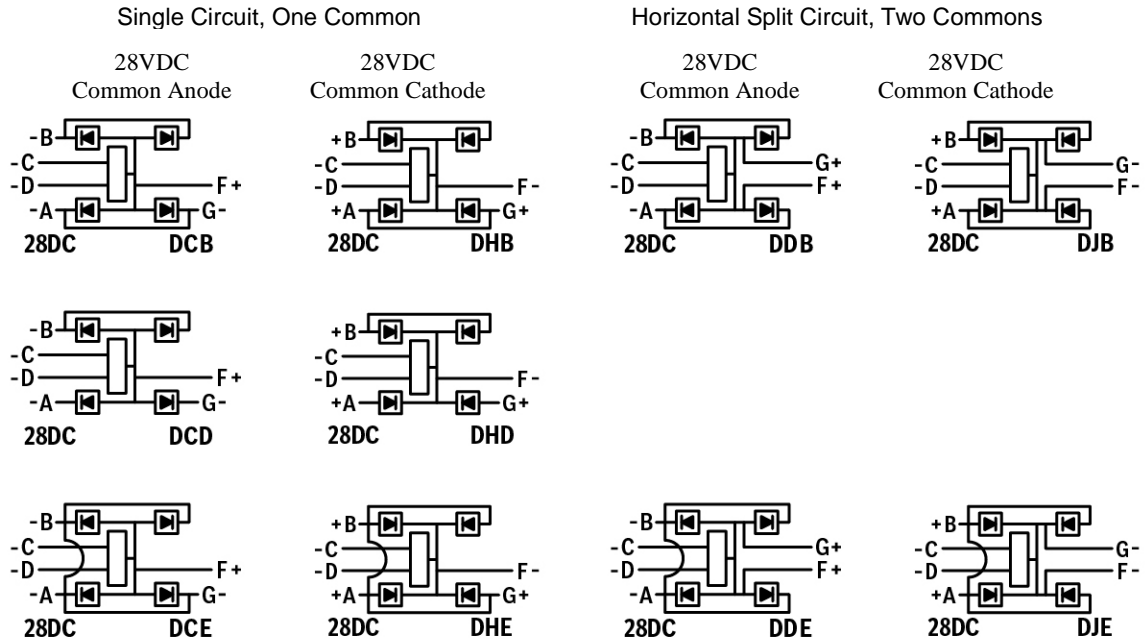 Single Circuit, One Common
Horizontal Split Circuit, Two Commons
28VDC
Common Anode
28VDC
Common Cathode
28VDC
Common Anode
28VDC
Common Cathode
-B
-C
-D
F+
-A
G-
28DC DCB
+B
-C
-D
F-
+A
G+
28DC DHB
-B
-C
G+
-D
F+
-A
28DC DDB
+B
-C
G-
-D
F-
+A
28DC DJB
-B
-C
-D
F+
-A
G-
28DC DCD
+B
-C
-D
F-
+A
G+
28DC DHD
-B
-C
-D
F+
-A
G-
28DC DCE
+B
-C
-D
F-
+A
G+
28DC DHE
-B
-C
G+
-D
F+
-A
28DC DDE
+B
-C
G-
-D
F-
+A
28DC DJE